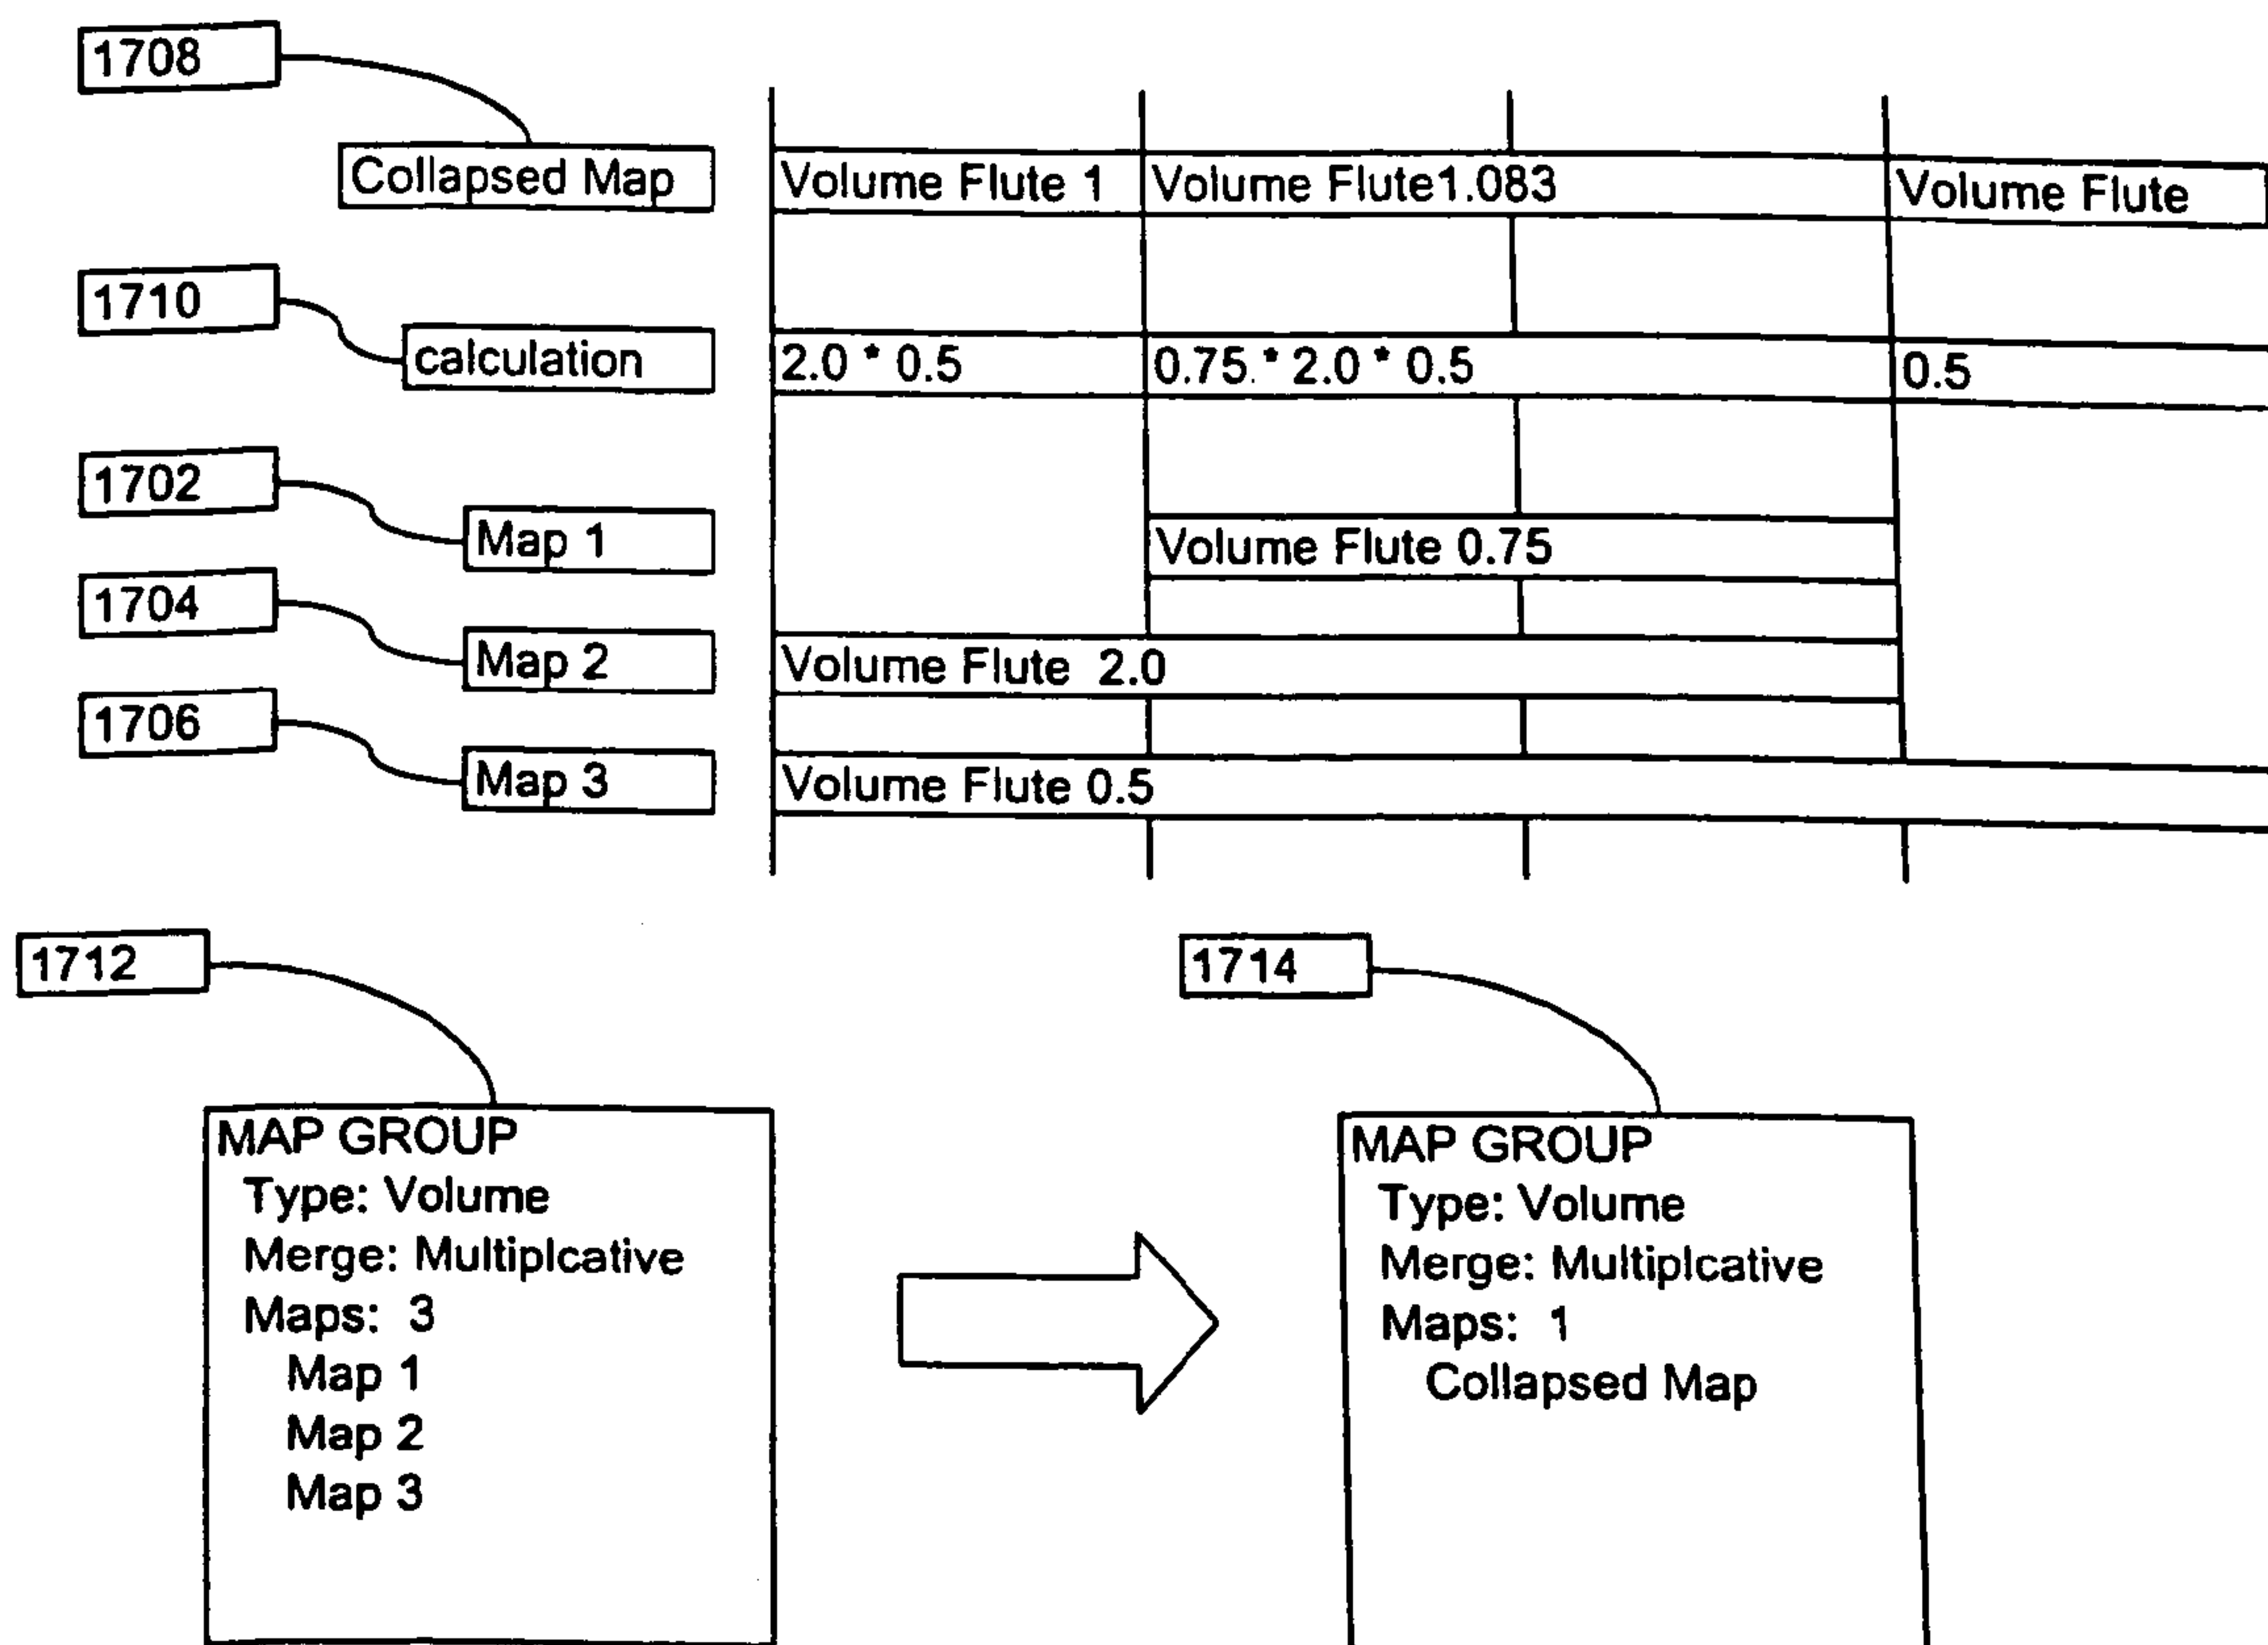 1708
Collapsed Map
Volume Flute 1
Volume Flute1.083
Volume Flute
1710
calculation
2.0 * 0.5
0.75 * 2.0 * 0.5
0.5
1702
Map 1
Volume Flute 0.75
1704
Map 2
Volume Flute 2.0
1706
Map 3
Volume Flute 0.5
1712
1714
MAP GROUP
Type: Volume
Merge: Multiplcative
Maps: 3
Map 1
Map 2
Map 3
MAP GROUP
Type: Volume
Merge: Multiplcative
Maps: 1
Collapsed Map